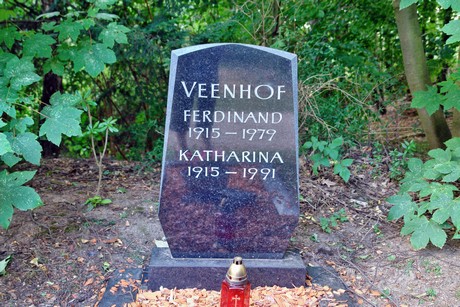 VEENHOF
FERDINAND
1915 – 1979
KATHARINA
1915 – 1991